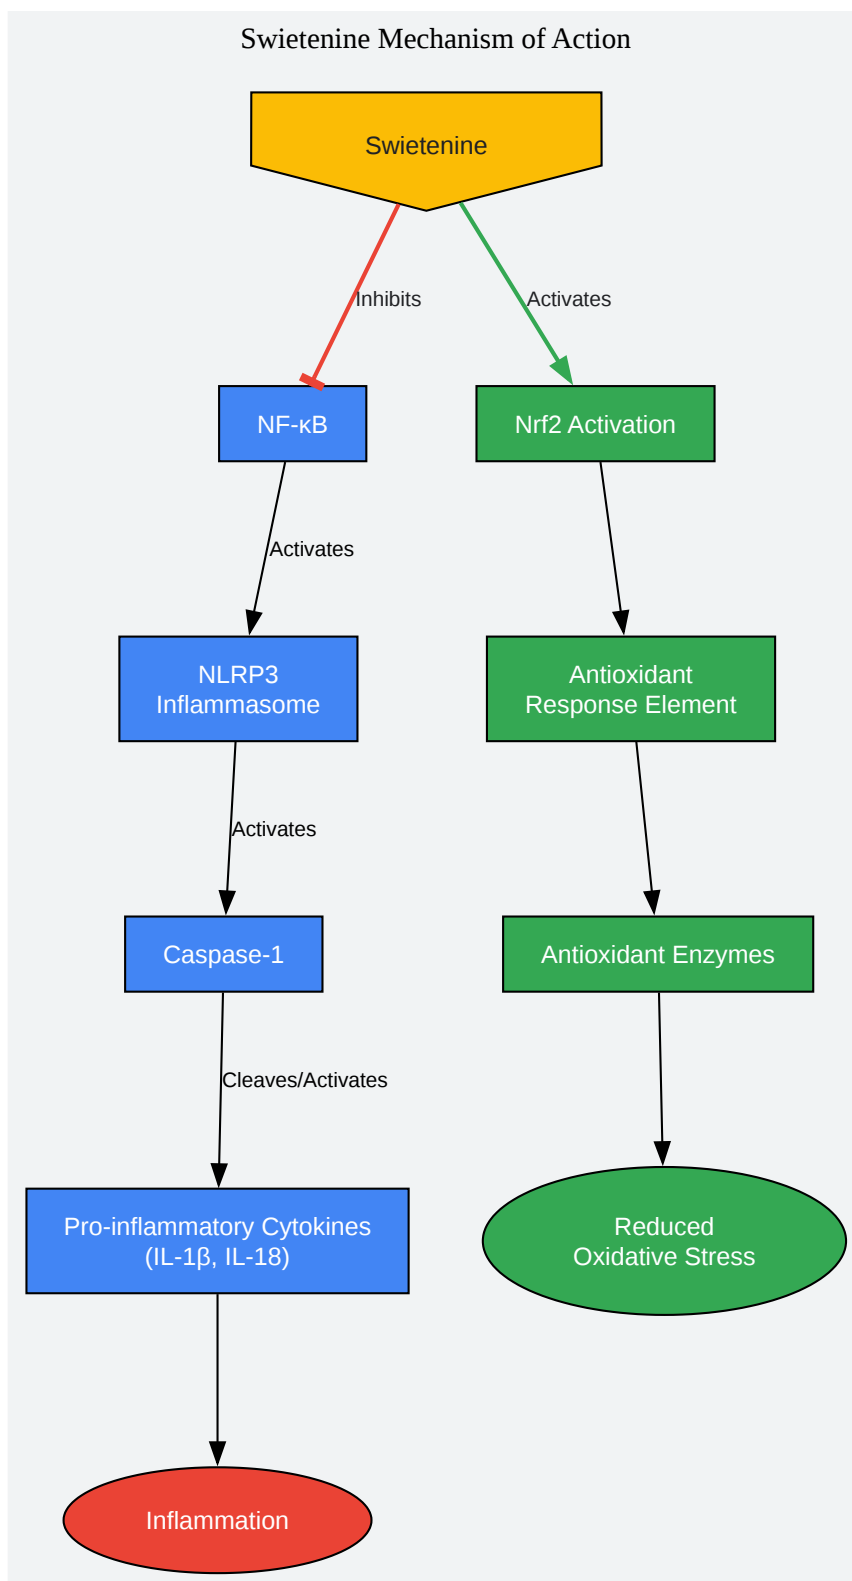 Swietenine Mechanism of Action
Swietenine
Inhibits
Activates
NF-κB
Nrf2 Activation
Activates
NLRP3
Inflammasome
Antioxidant
Response Element
Activates
Caspase-1
Antioxidant Enzymes
Cleaves/Activates
Pro-inflammatory Cytokines
(IL-1β, IL-18)
Reduced
Oxidative Stress
Inflammation